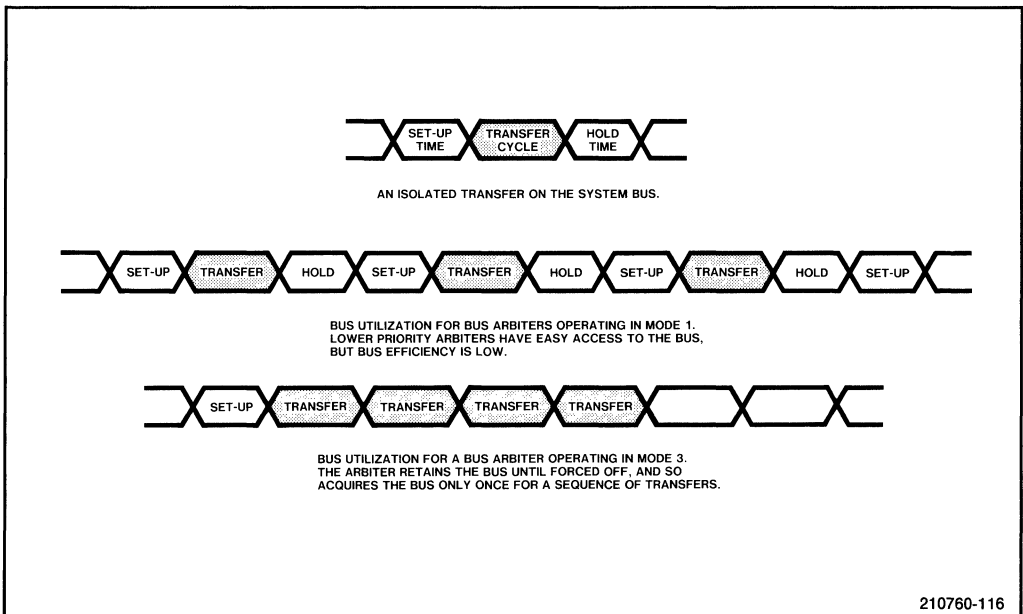 SET-UP TIME
TRANSFER CYCLE
HOLD TIME
AN ISOLATED TRANSFER ON THE SYSTEM BUS.
SET-UP TRANSFER HOLD SET-UP TRANSFER HOLD SET-UP TRANSFER HOLD SET-UP
BUS UTILIZATION FOR BUS ARBITERS OPERATING IN MODE 1.
LOWER PRIORITY ARBITERS HAVE EASY ACCESS TO THE BUS,
BUT BUS EFFICIENCY IS LOW.
SET-UP TRANSFER TRANSFER TRANSFER TRANSFER
BUS UTILIZATION FOR A BUS ARBITER OPERATING IN MODE 3.
THE ARBITER RETAINS THE BUS UNTIL FORCED OFF, AND SO
ACQUIRES THE BUS ONLY ONCE FOR A SEQUENCE OF TRANSFERS.
210760-116